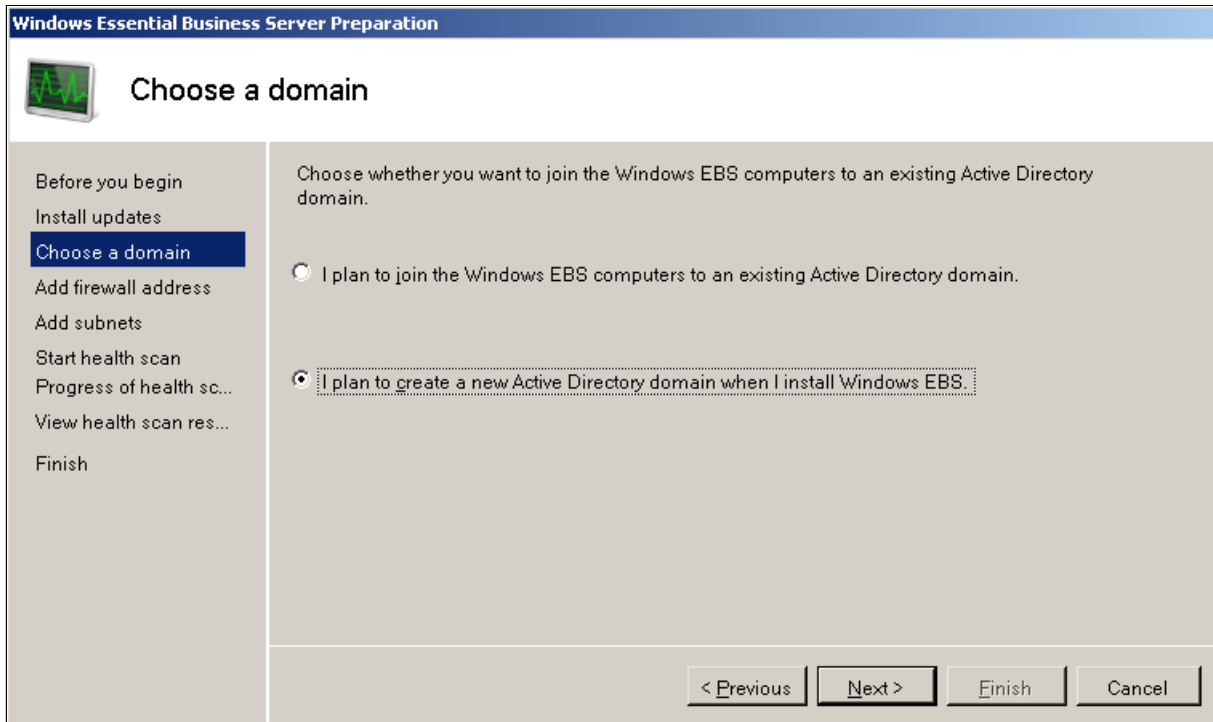 Windows Essential Business Server Preparation
Choose a domain
Before you begin
Install updates
Choose a domain
Add firewall address
Add subnets
Start health scan
Progress of health sc...
View health scan res...
Finish
Choose whether you want to join the Windows EBS computers to an existing Active Directory
domain.
I plan to join the Windows EBS computers to an existing Active Directory domain.
I plan to create a new Active Directory domain when I install Windows EBS.
< Previous
Next >
Finish
Cancel